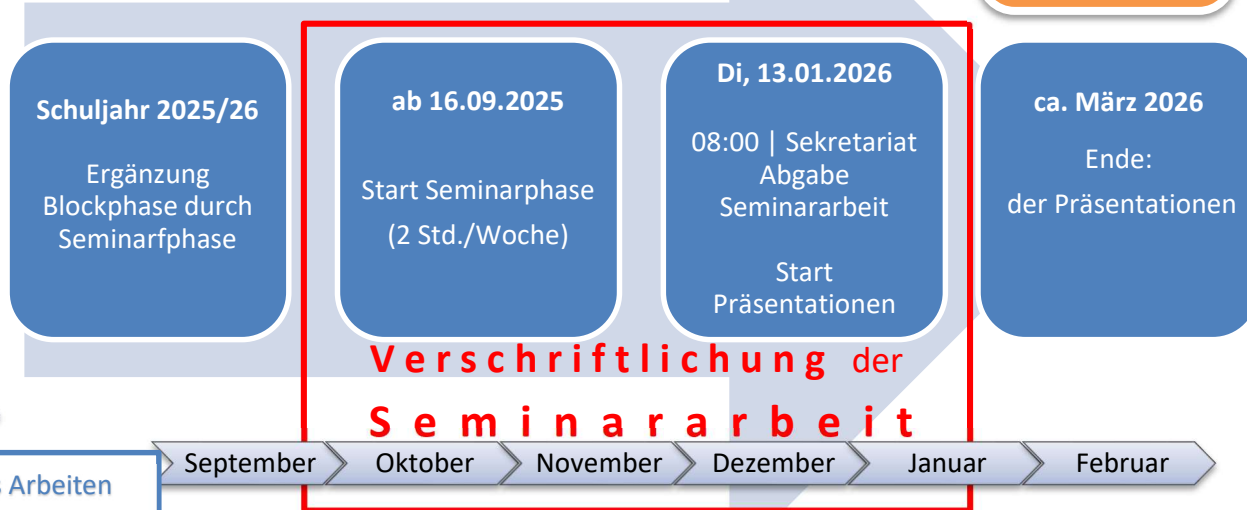 Schuljahr 2025/26
Ergänzung
Blockphase durch
Seminarfphase
ab 16.09.2025
Start Seminarphase
(2 Std./Woche)
Di, 13.01.2026
08:00 | Sekretariat
Abgabe
Seminararbeit
Start
Präsentationen
ca. März 2026
Ende:
der Präsentationen
Verschriftlichung der
Seminararbeit
September
Oktober
November
Dezember
Januar
Februar
Arbeiten